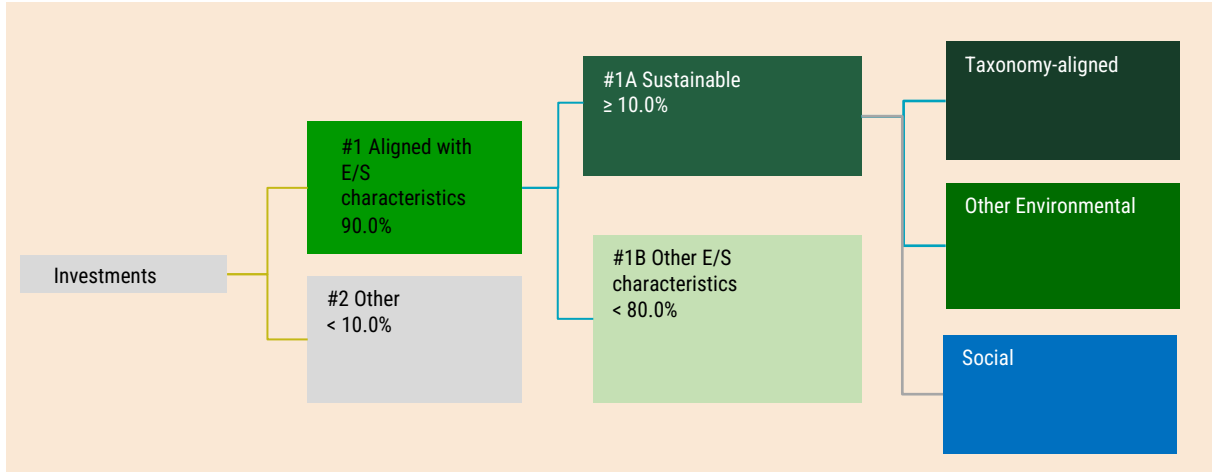 Investments
#1 Aligned with
E/S
characteristics
90.0%
#2 Other
< 10.0%
#1A Sustainable
≥ 10.0%
#1B Other E/S
characteristics
< 80.0%
Taxonomy-aligned
Other Environmental
Social